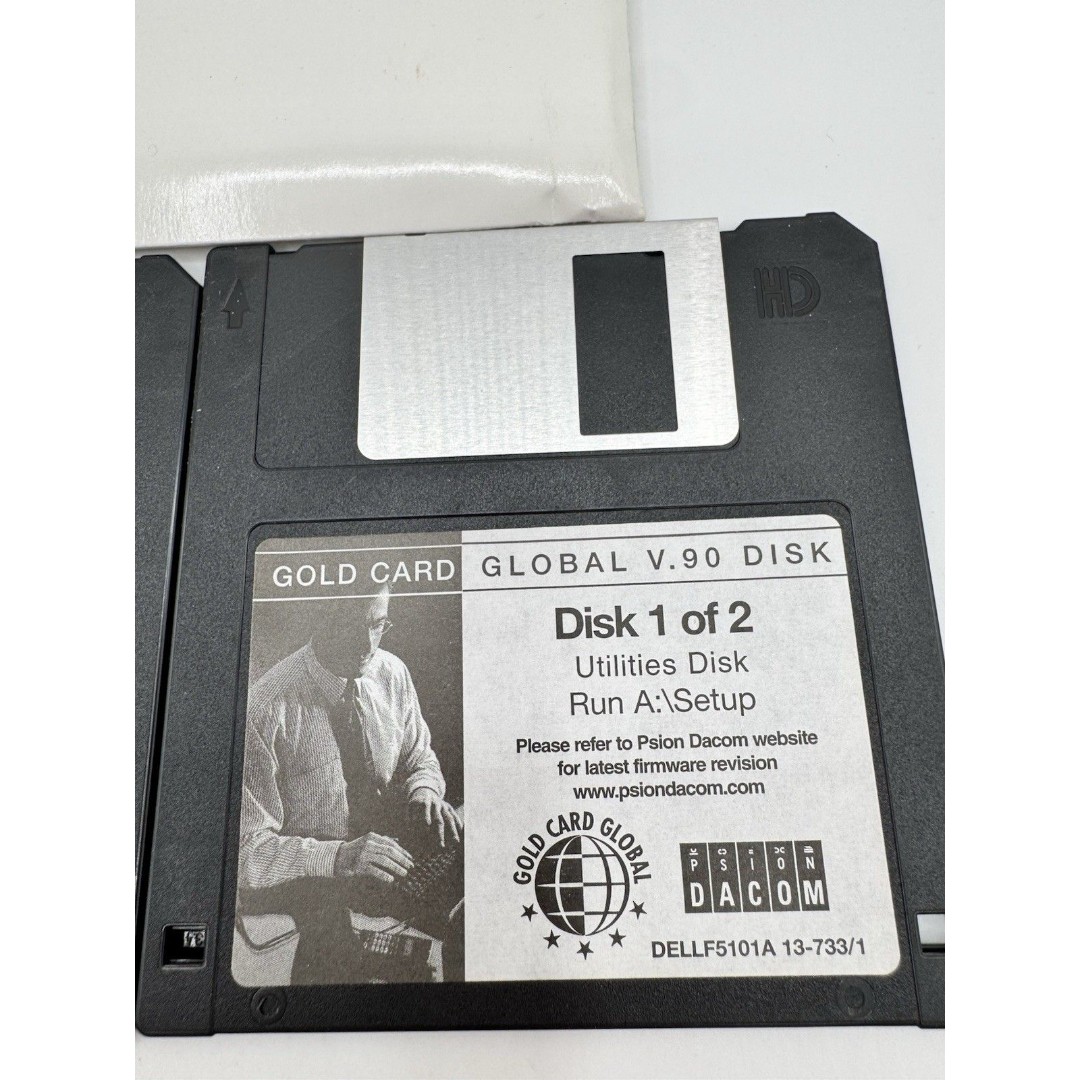 HD
GOLD CARD
GLOBAL V.90 DISK
Disk 1 of 2
Utilities Disk
Run A:\Setup
Please refer to Psion Dacom website
for latest firmware revision
www.psiondacom.com
GOLD CARD GLOBAL
PSION
DACOM
DELLF5101A 13-733/1